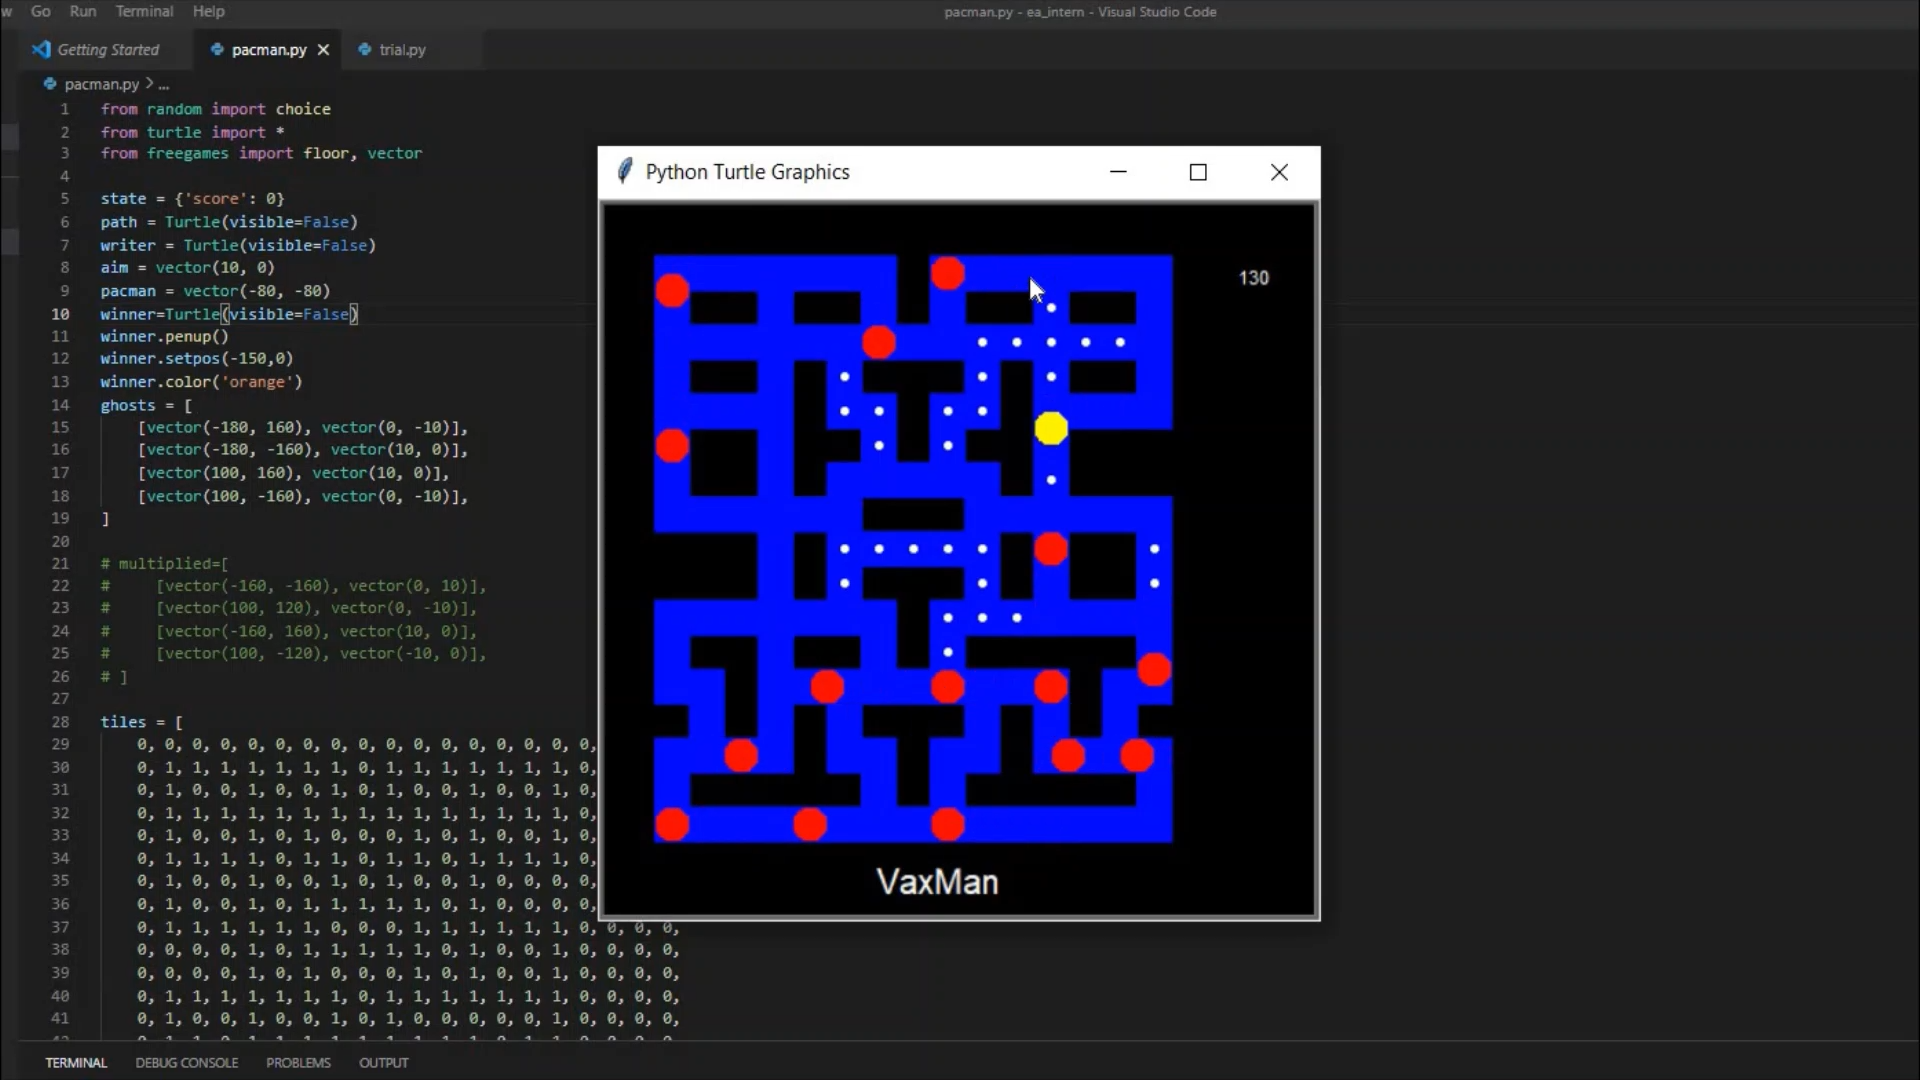 w Go Run Terminal Help
pacman.py - ea_intern - Visual Studio Code
Getting Started pacman.py trial.py
pacman.py > ...
1 from random import choice
2 from turtle import *
3 from freegames import floor, vector
4
5 state = {'score': 0}
6 path = Turtle(visible=False)
7 writer = Turtle(visible=False)
8 aim = vector(10, 0)
9 pacman = vector(-80, -80)
10 winner=Turtle(visible=False)
11 winner.penup()
12 winner.setpos(-150,0)
13 winner.color('orange')
14 ghosts = [
15 [vector(-180, 160), vector(0, -10)],
16 [vector(-180, -160), vector(10, 0)],
17 [vector(100, 160), vector(10, 0)],
18 [vector(100, -160), vector(0, -10)],
19 ]
20
21 # multiplied=[
22 # [vector(-160, -160), vector(0, 10)],
23 # [vector(100, 120), vector(0, -10)],
24 # [vector(-160, 160), vector(10, 0)],
25 # [vector(100, -120), vector(-10, 0)],
26 # ]
27
28 tiles = [
29 0, 0, 0, 0, 0, 0, 0, 0, 0, 0, 0, 0, 0, 0, 0, 0, 0,
30 0, 1, 1, 1, 1, 1, 1, 1, 0, 1, 1, 1, 1, 1, 1, 1, 0,
31 0, 1, 0, 0, 1, 0, 0, 1, 0, 1, 0, 0, 1, 0, 0, 1, 0,
32 0, 1, 1, 1, 1, 1, 1, 1, 1, 1, 1, 1, 1, 1, 1, 1, 0,
33 0, 1, 0, 0, 1, 0, 1, 0, 0, 0, 1, 0, 1, 0, 0, 1, 0,
34 0, 1, 1, 1, 1, 0, 1, 1, 0, 1, 1, 0, 1, 1, 1, 1, 0,
35 0, 1, 0, 0, 1, 0, 0, 1, 0, 1, 0, 0, 1, 0, 0, 0, 0,
36 0, 1, 0, 0, 1, 0, 1, 1, 1, 1, 1, 0, 1, 0, 0, 0, 0,
37 0, 1, 1, 1, 1, 1, 1, 0, 0, 0, 1, 1, 1, 1, 1, 1, 0, 0, 0, 0,
38 0, 0, 0, 0, 1, 0, 1, 1, 1, 1, 1, 0, 1, 0, 0, 1, 0, 0, 0, 0,
39 0, 0, 0, 0, 1, 0, 1, 0, 0, 0, 1, 0, 1, 0, 0, 1, 0, 0, 0, 0,
40 0, 1, 1, 1, 1, 1, 1, 1, 0, 1, 1, 1, 1, 1, 1, 1, 0, 0, 0, 0,
41 0, 1, 0, 0, 1, 0, 0, 1, 0, 1, 0, 0, 0, 0, 0, 1, 0, 0, 0, 0,
Python Turtle Graphics
130
VaxMan
TERMINAL DEBUG CONSOLE PROBLEMS OUTPUT